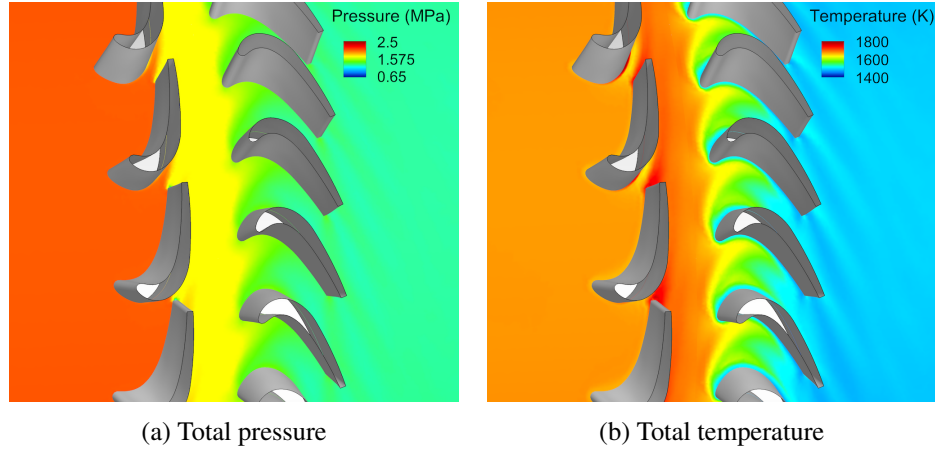 Pressure (MPa)
2.5
1.575
0.65
Temperature (K)
1800
1600
1400
(a) Total pressure
(b) Total temperature